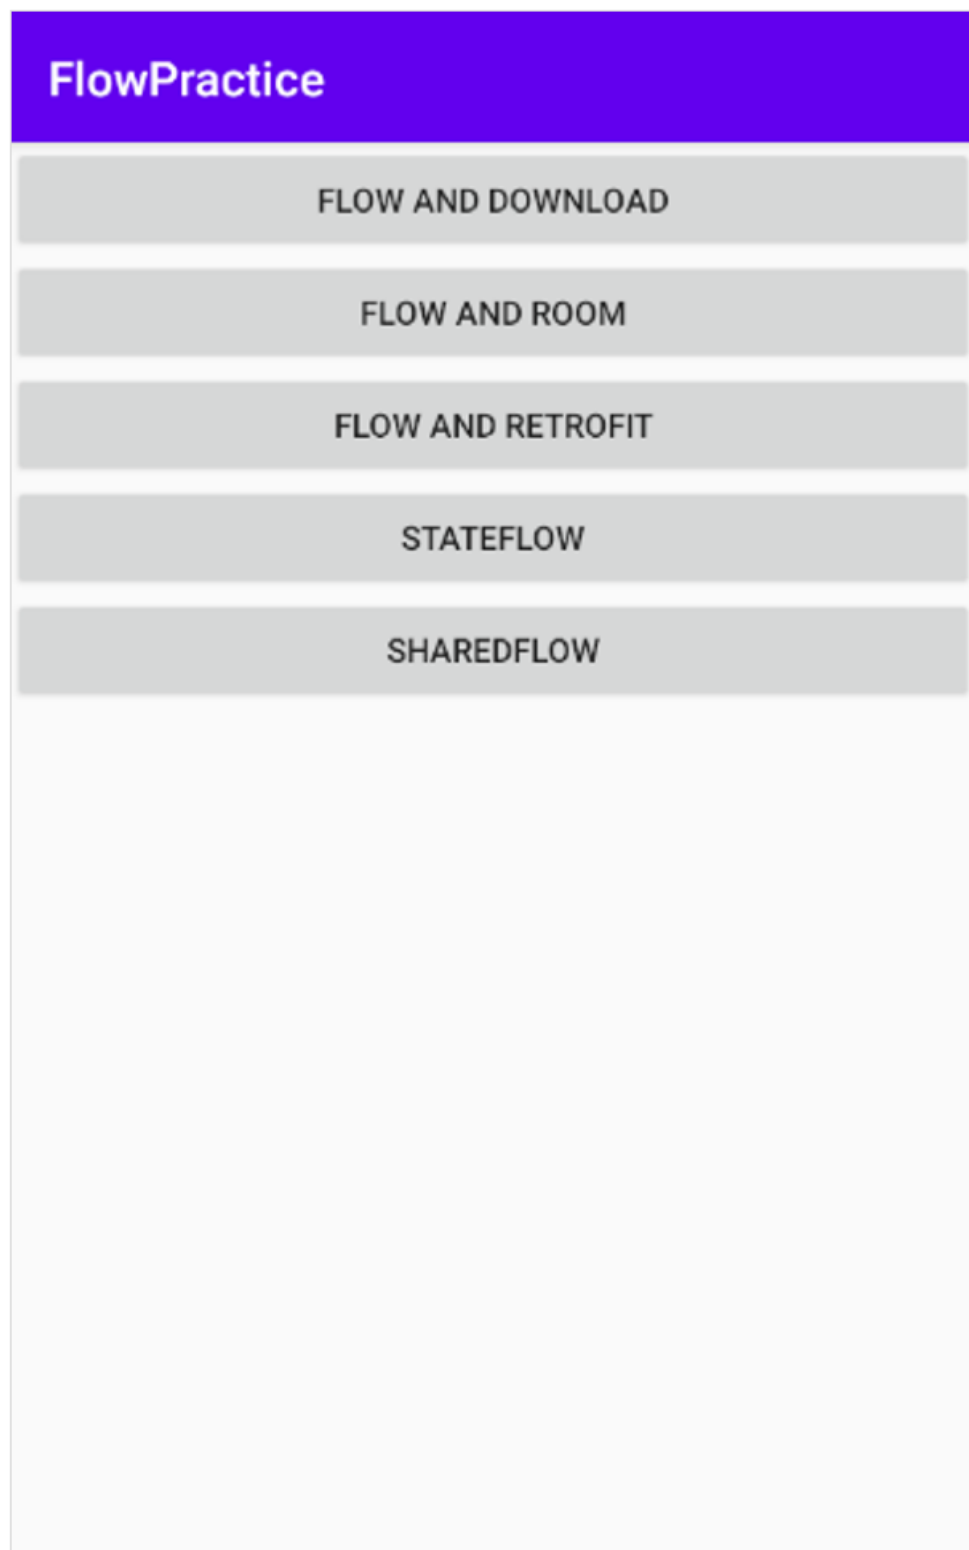 FlowPractice
FLOW AND DOWNLOAD
FLOW AND ROOM
FLOW AND RETROFIT
STATEFLOW
SHAREDFLOW